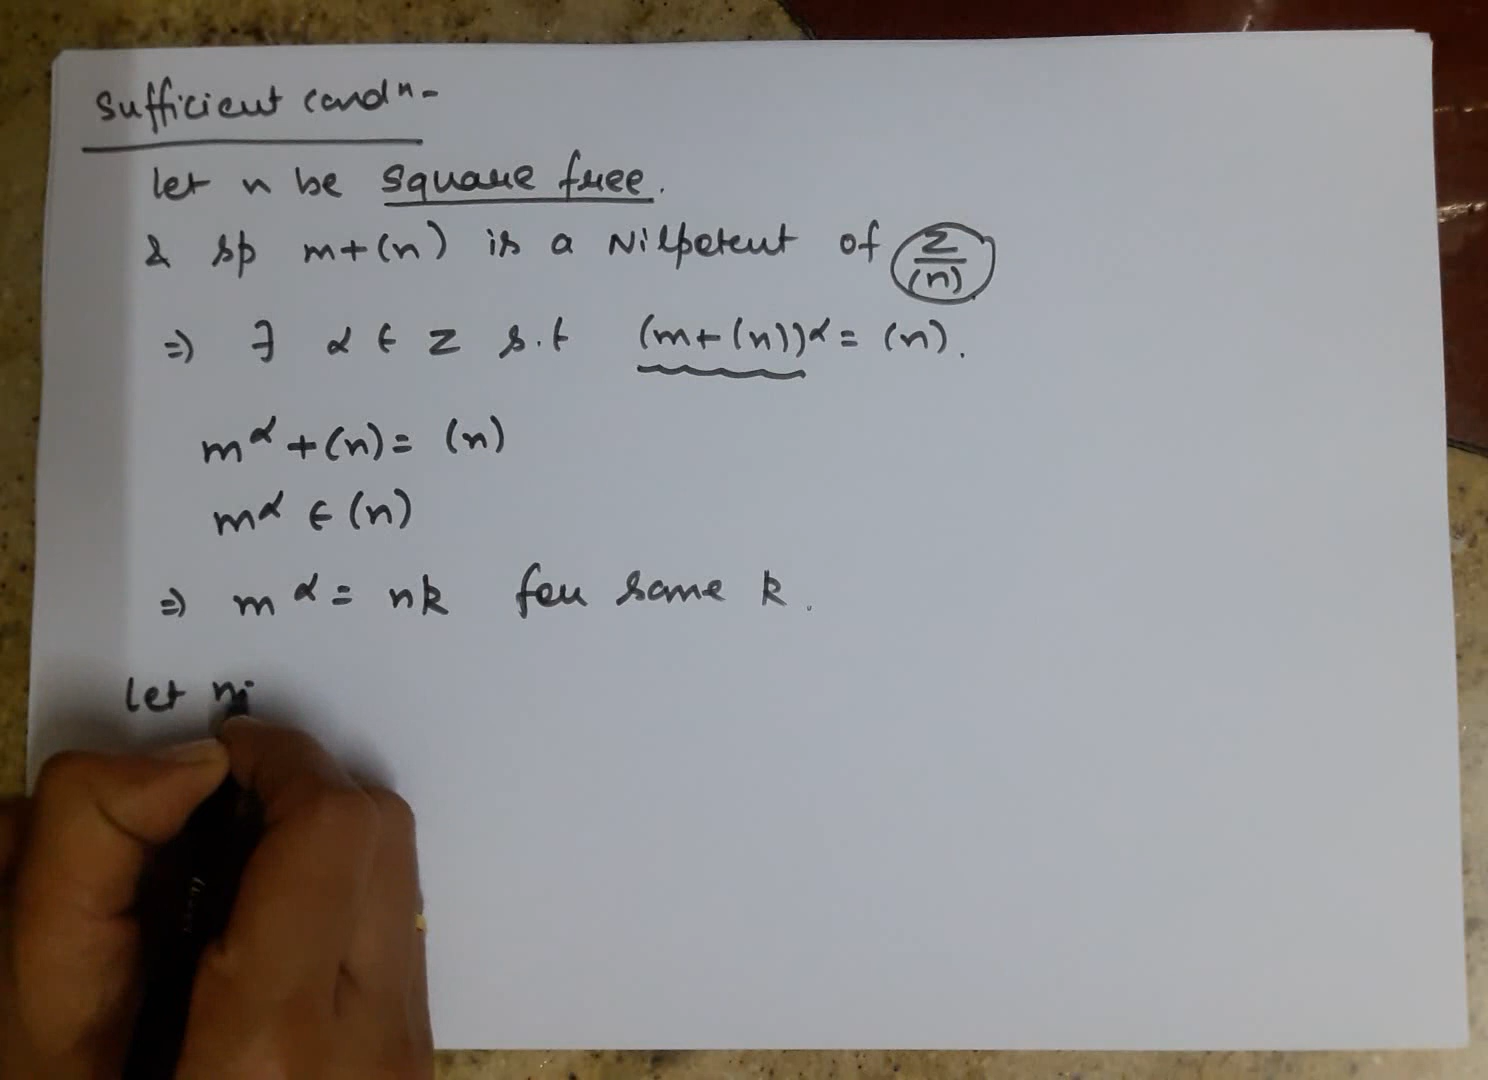 Sufficient condⁿ-
let n be square free.
& sp m+(n) is a Nilpotent of Z/(n)
=> ∃ α ∈ Z s.t (m+(n))α = (n).
m^α + (n) = (n)
m^α ∈ (n)
=> m^α = nk for some k.
let n